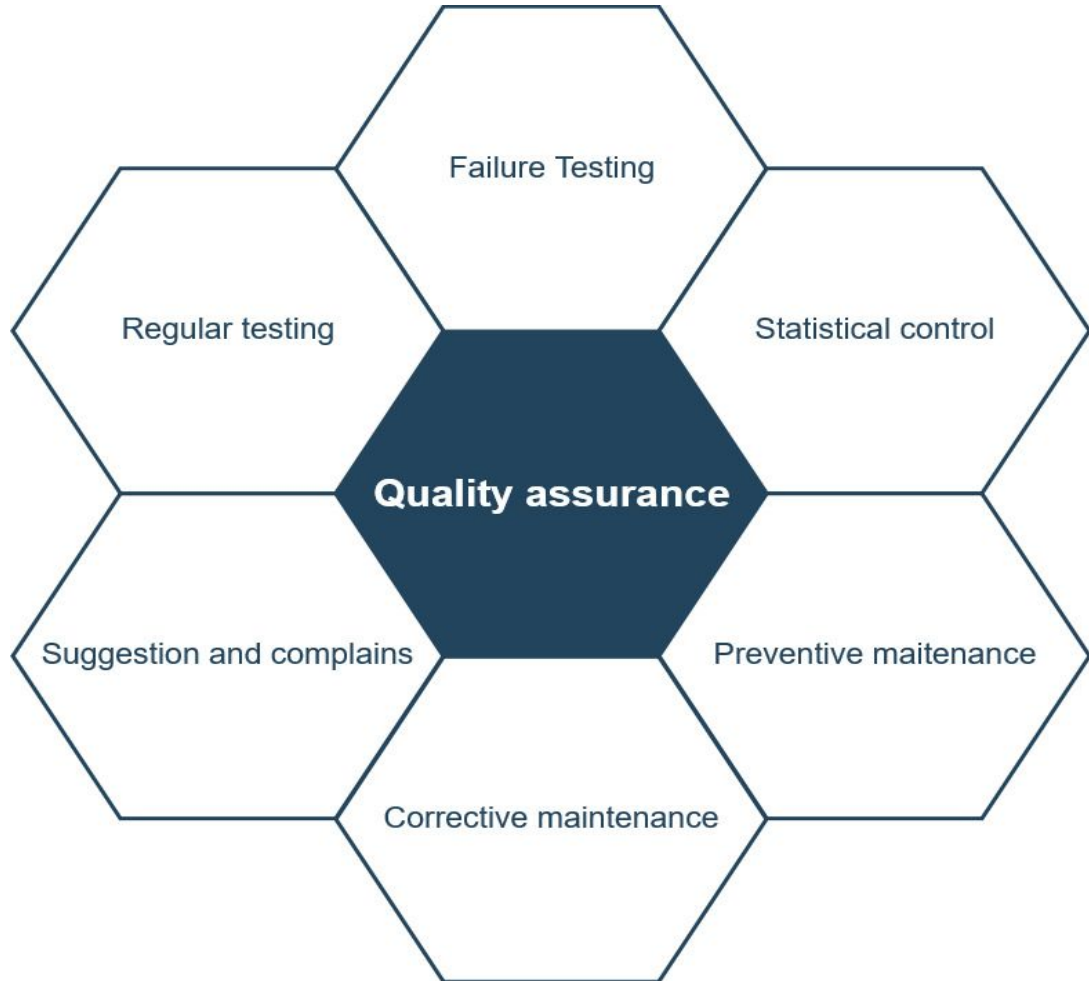 Failure Testing
Regular testing
Statistical control
Quality assurance
Suggestion and complains
Preventive maitenance
Corrective maintenance